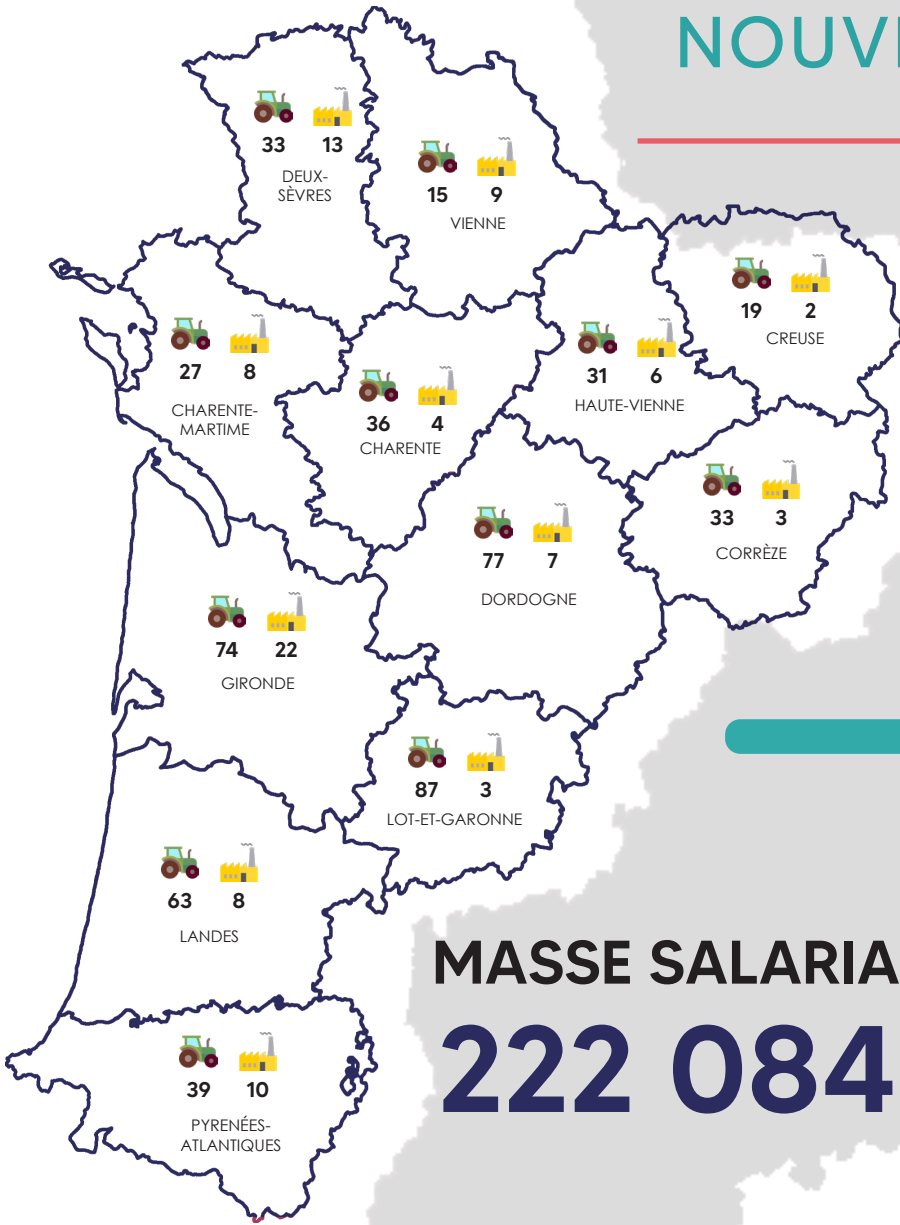 NOUV
33 13
DEUX-
SÈVRES
15 9
VIENNE
19 2
CREUSE
27 8
CHARENTE-
MARTIME
36 4
CHARENTE
31 6
HAUTE-VIENNE
33 3
CORRÈZE
77 7
DORDOGNE
74 22
GIRONDE
87 3
LOT-ET-GARONNE
63 8
LANDES
MASSE SALARIA
222 084
39 10
PYRENÉES-
ATLANTIQUES